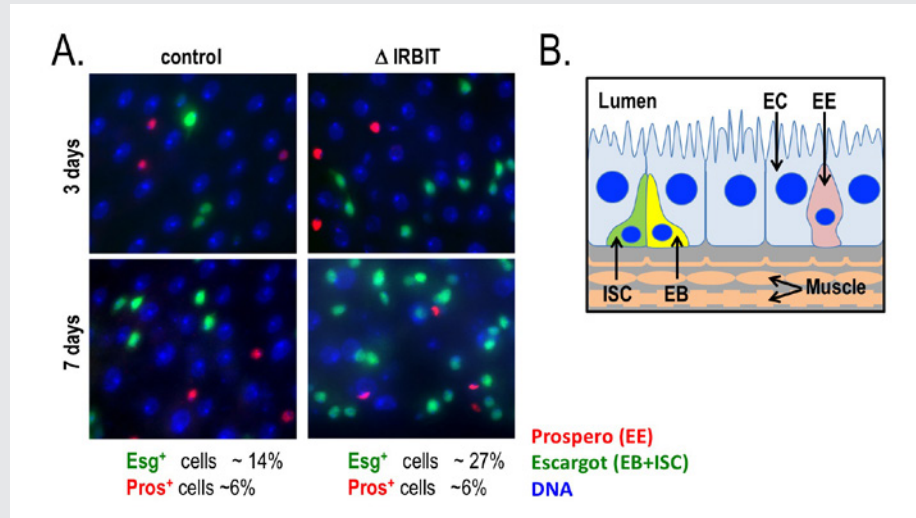 A.
control
Δ IRBIT
3 days
7 days
Esg⁺ cells ~ 14%
Pros⁺ cells ~6%
Esg⁺ cells ~ 27%
Pros⁺ cells ~6%
B.
Lumen
EC
EE
ISC
EB
Muscle
Prospero (EE)
Escargot (EB+ISC)
DNA